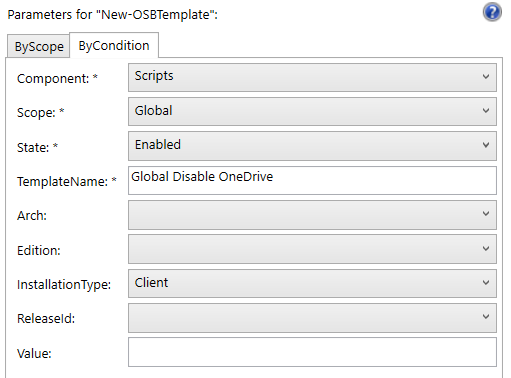 Parameters for "New-OSBTemplate":
?
ByScope ByCondition
Component: * Scripts
Scope: * Global
State: * Enabled
TemplateName: * Global Disable OneDrive
Arch:
Edition:
InstallationType: Client
ReleaseId:
Value: